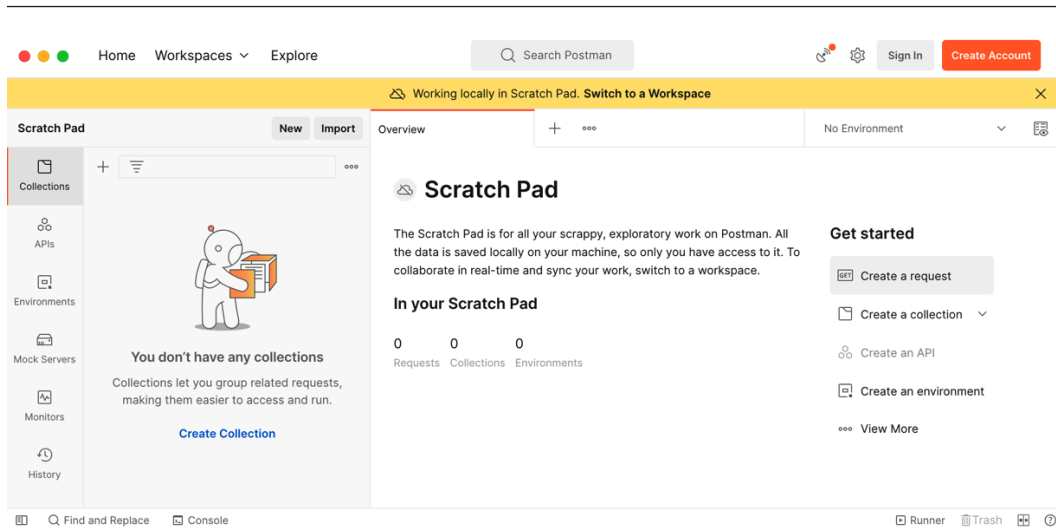 Home Workspaces Explore
Search Postman
Sign In
Create Account
Working locally in Scratch Pad. Switch to a Workspace
Scratch Pad
New Import
Overview
No Environment
Collections
APIs
Environments
Mock Servers
Monitors
History
You don't have any collections
Collections let you group related requests,
making them easier to access and run.
Create Collection
Scratch Pad
The Scratch Pad is for all your scrappy, exploratory work on Postman. All
the data is saved locally on your machine, so only you have access to it. To
collaborate in real-time and sync your work, switch to a workspace.
In your Scratch Pad
0 0 0
Requests Collections Environments
Get started
GET Create a request
Create a collection
Create an API
Create an environment
View More
Find and Replace Console
Runner Trash